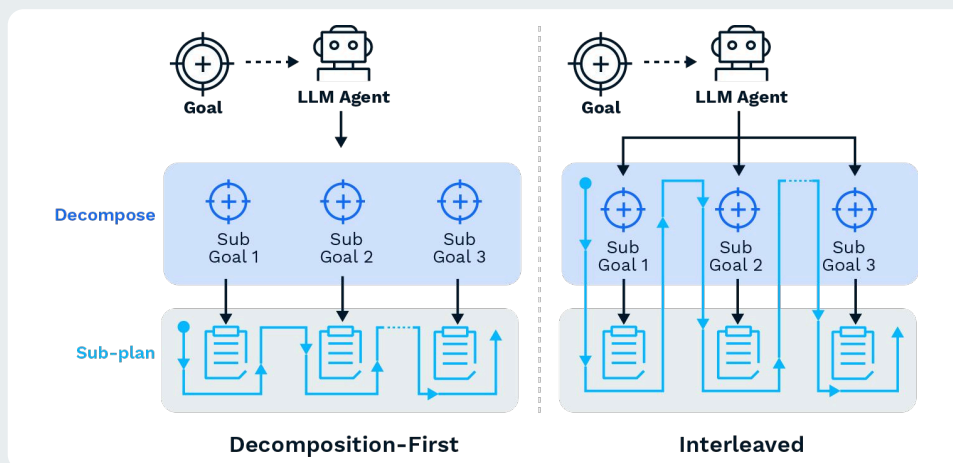 Goal
LLM Agent
Goal
LLM Agent
Decompose
Sub
Goal 1
Sub
Goal 2
Sub
Goal 3
Sub
Goal 1
Sub
Goal 2
Sub
Goal 3
Sub-plan
Decomposition-First
Interleaved